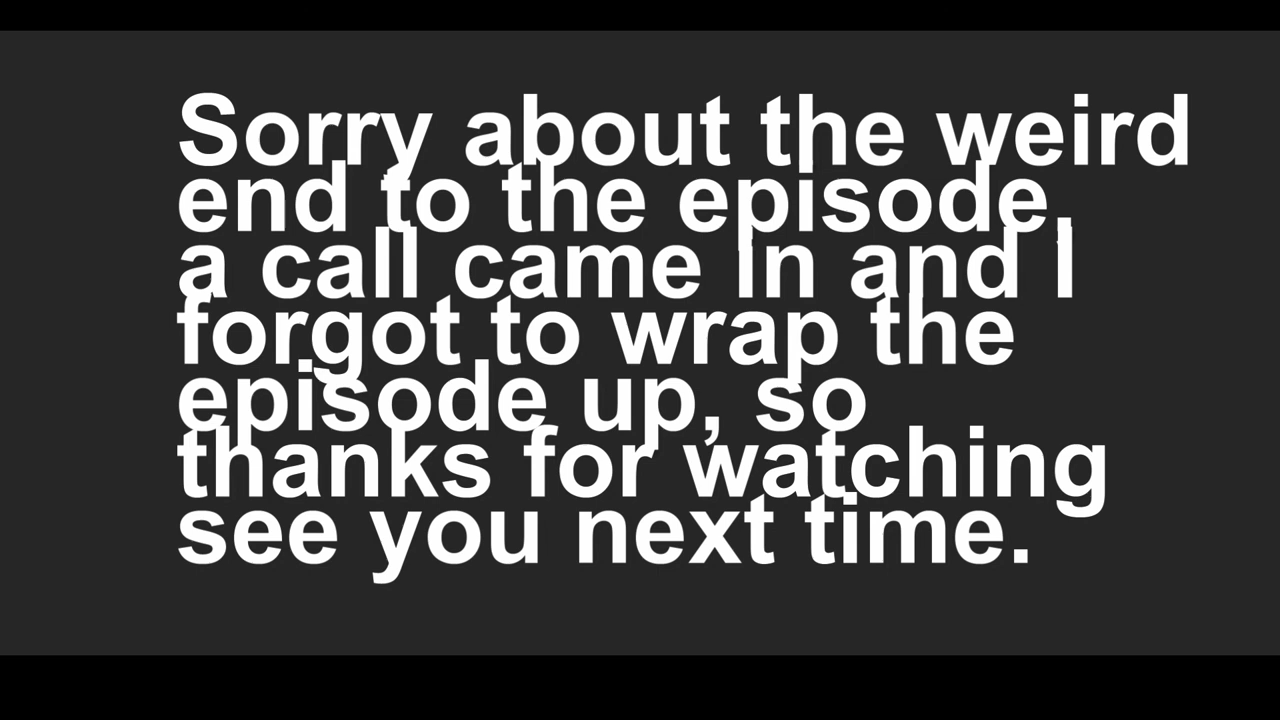 Sorry about the weird
end to the episode,
a call came in and I
forgot to wrap the
episode up, so
thanks for watching
see you next time.